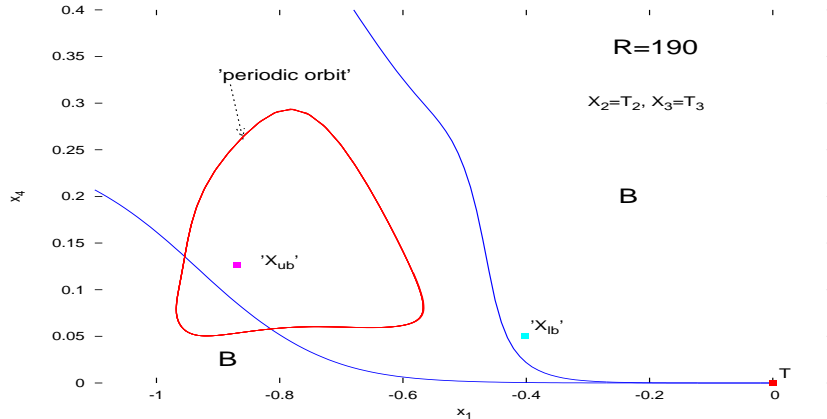 0.4
R=190
0.35
'periodic orbit'
0.3
X2=T2, X3=T3
0.25
x4
0.2
B
0.15
'Xub'
0.1
'Xlb'
0.05
B
T
0
-1
-0.8
-0.6
-0.4
-0.2
0
x1